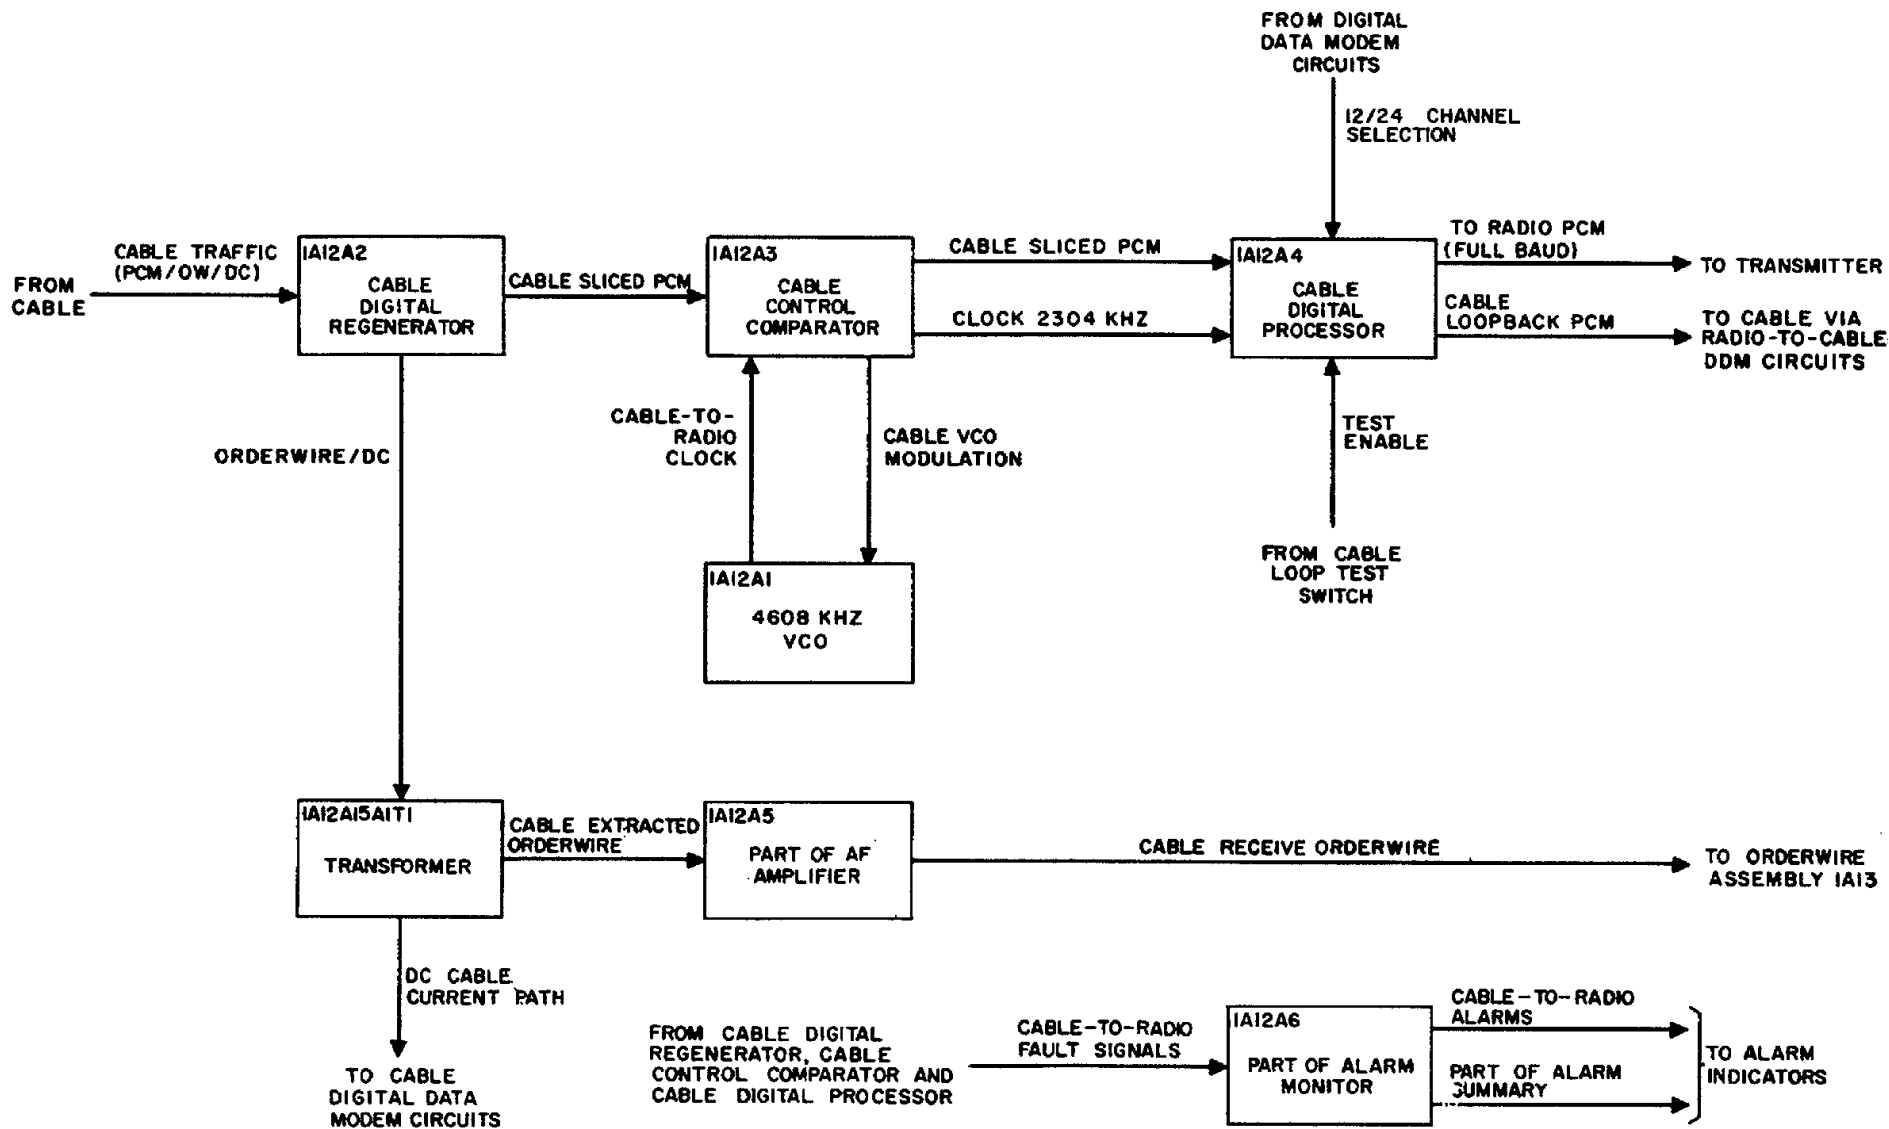 FROM DIGITAL
DATA MODEM
CIRCUITS
12/24 CHANNEL
SELECTION
FROM
CABLE
CABLE TRAFFIC
(PCM/OW/DC)
1A12A2
CABLE
DIGITAL
REGENERATOR
CABLE SLICED PCM
1A12A3
CABLE
CONTROL
COMPARATOR
CABLE SLICED PCM
CLOCK 2304 KHZ
1A12A4
CABLE
DIGITAL
PROCESSOR
TO RADIO PCM
(FULL BAUD)
TO TRANSMITTER
CABLE
LOOPBACK PCM
TO CABLE VIA
RADIO-TO-CABLE
DDM CIRCUITS
ORDERWIRE/DC
CABLE-TO-
RADIO
CLOCK
CABLE VCO
MODULATION
TEST
ENABLE
FROM CABLE
LOOP TEST
SWITCH
1A12A1
4608 KHZ
VCO
1A12A15A1T1
TRANSFORMER
CABLE EXTRACTED
ORDERWIRE
1A12A5
PART OF AF
AMPLIFIER
CABLE RECEIVE ORDERWIRE
TO ORDERWIRE
ASSEMBLY 1A13
DC CABLE
CURRENT PATH
TO CABLE
DIGITAL DATA
MODEM CIRCUITS
FROM CABLE DIGITAL
REGENERATOR, CABLE
CONTROL COMPARATOR AND
CABLE DIGITAL PROCESSOR
CABLE-TO-RADIO
FAULT SIGNALS
1A12A6
PART OF ALARM
MONITOR
CABLE-TO-RADIO
ALARMS
PART OF ALARM
SUMMARY
TO ALARM
INDICATORS